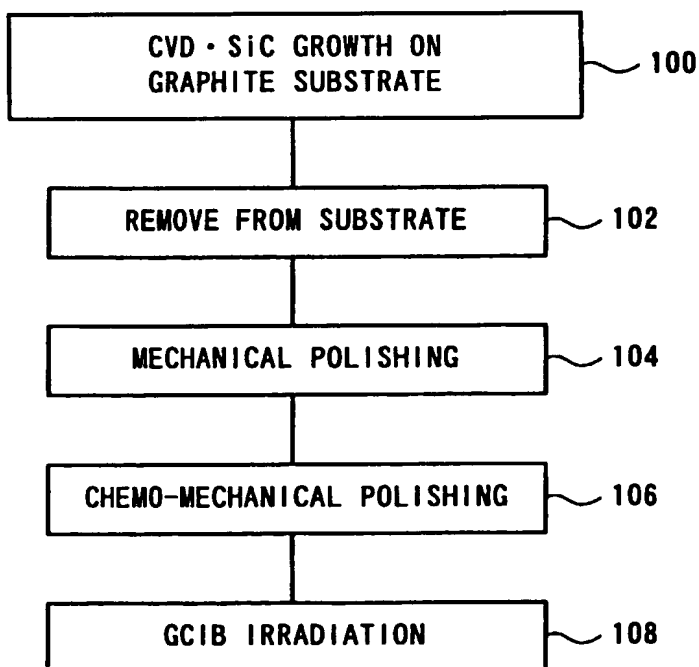 CVD・SiC GROWTH ON
GRAPHITE SUBSTRATE
100
REMOVE FROM SUBSTRATE
102
MECHANICAL POLISHING
104
CHEMO-MECHANICAL POLISHING
106
GCIB IRRADIATION
108